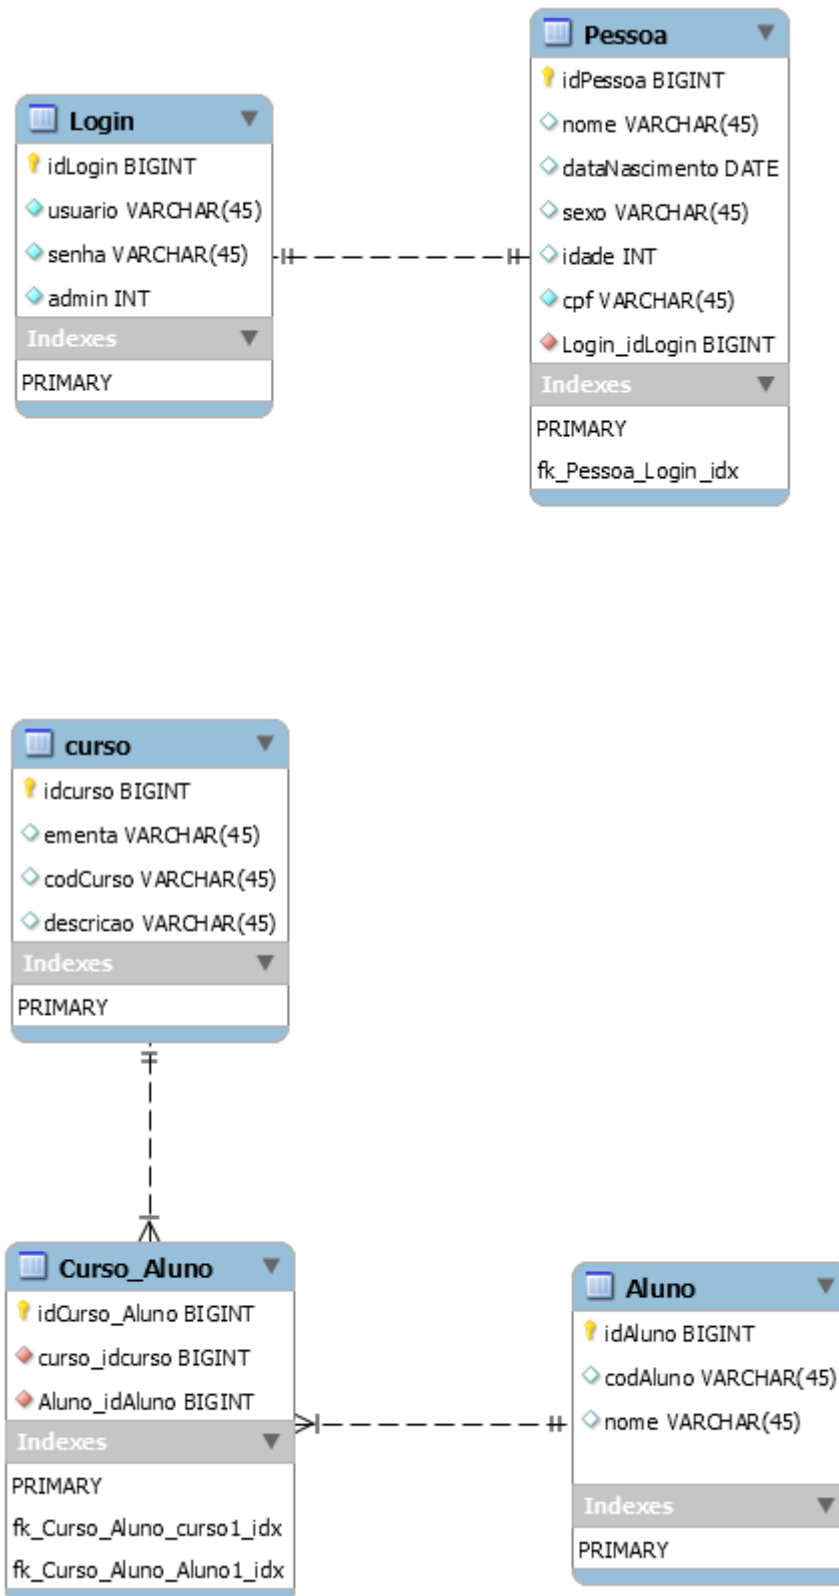 Pessoa
idPessoa BIGINT
nome VARCHAR(45)
dataNascimento DATE
sexo VARCHAR(45)
idade INT
cpf VARCHAR(45)
Login_idLogin BIGINT
Indexes
PRIMARY
fk_Pessoa_Login_idx
Login
idLogin BIGINT
usuario VARCHAR(45)
senha VARCHAR(45)
admin INT
Indexes
PRIMARY
curso
idcurso BIGINT
ementa VARCHAR(45)
codCurso VARCHAR(45)
descricao VARCHAR(45)
Indexes
PRIMARY
Curso_Aluno
idCurso_Aluno BIGINT
curso_idcurso BIGINT
Aluno_idAluno BIGINT
Indexes
PRIMARY
fk_Curso_Aluno_curso1_idx
fk_Curso_Aluno_Aluno1_idx
Aluno
idAluno BIGINT
codAluno VARCHAR(45)
nome VARCHAR(45)
Indexes
PRIMARY